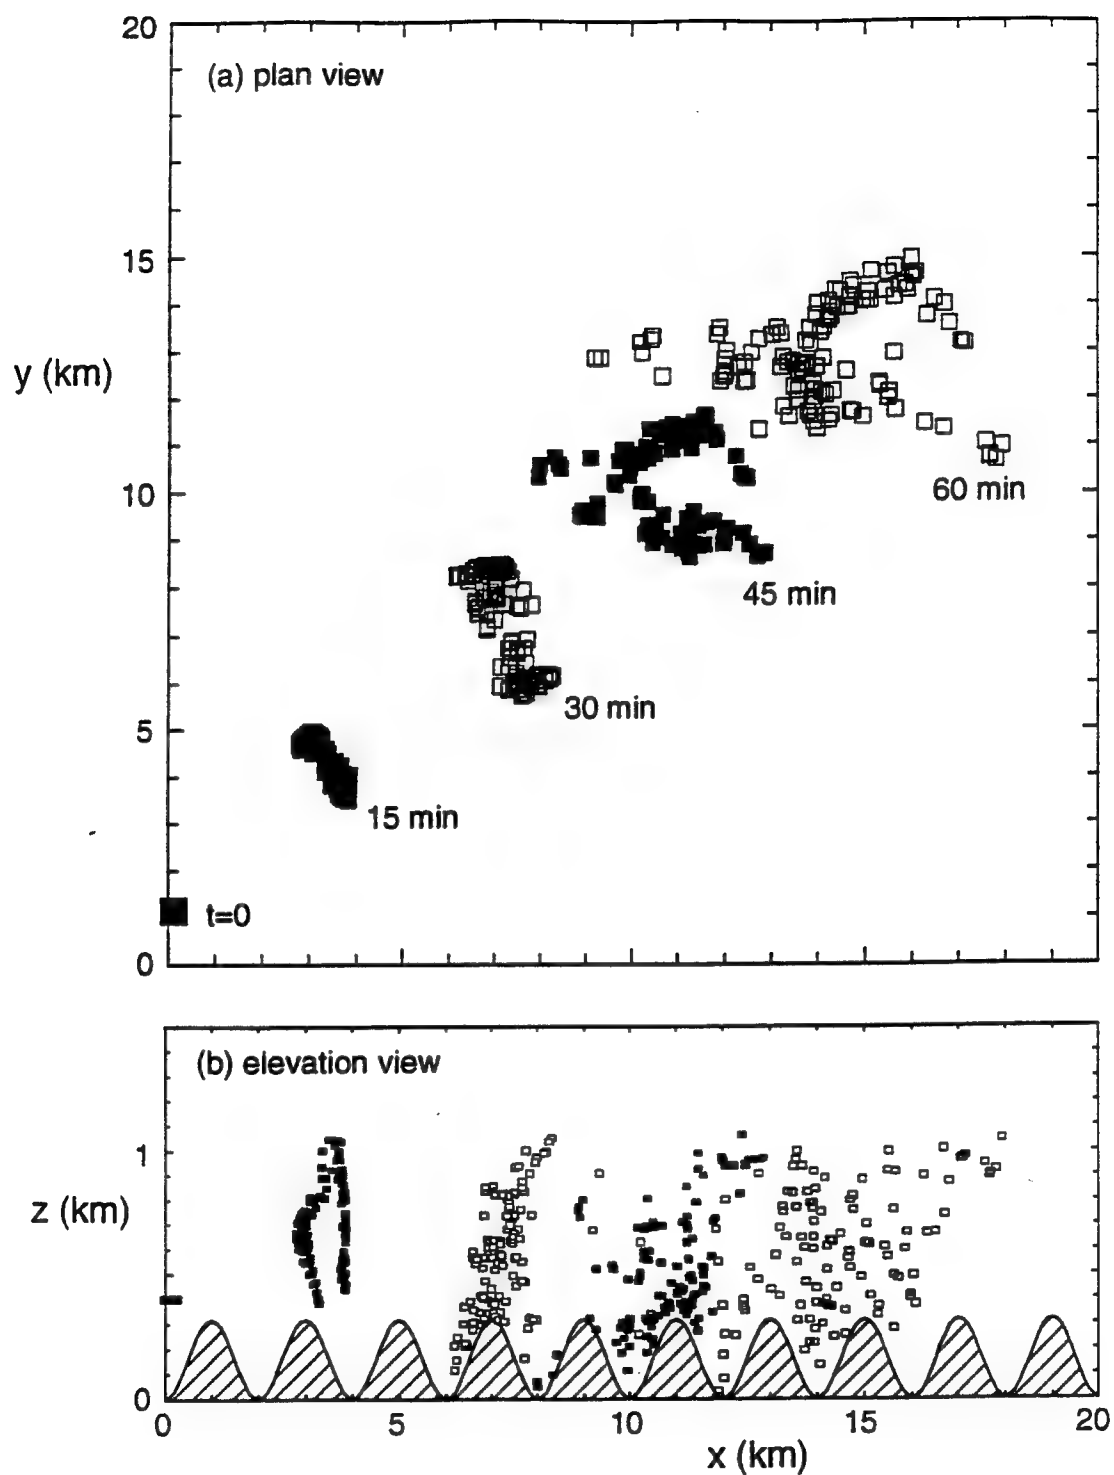 20
(a) plan view
15
y (km)
10
60 min
45 min
30 min
5
15 min
t=0
0
(b) elevation view
1
z (km)
0
0 5 10 15 20
x (km)